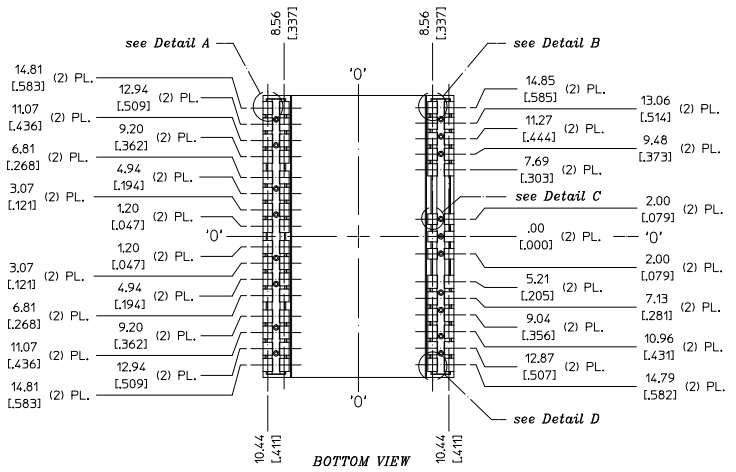 8.56
[.337]
8.56
[.337]
see Detail A
see Detail B
'0'
14.81
[.583] (2) PL.
12.94
[.509] (2) PL.
11.07
[.436] (2) PL.
9.20
[.362] (2) PL.
6.81
[.268] (2) PL.
4.94
[.194] (2) PL.
3.07
[.121] (2) PL.
1.20
[.047] (2) PL.
'0'
1.20
[.047] (2) PL.
3.07
[.121] (2) PL.
4.94
[.194] (2) PL.
6.81
[.268] (2) PL.
9.20
[.362] (2) PL.
11.07
[.436] (2) PL.
12.94
[.509] (2) PL.
14.81
[.583] (2) PL.
14.85
[.585] (2) PL.
13.06
[.514] (2) PL.
11.27
[.444] (2) PL.
9.48
[.373] (2) PL.
7.69
[.303] (2) PL.
see Detail C
2.00
[.079] (2) PL.
.00
[.000] (2) PL.
'0'
2.00
[.079] (2) PL.
5.21
[.205] (2) PL.
7.13
[.281] (2) PL.
9.04
[.356] (2) PL.
10.96
[.431] (2) PL.
12.87
[.507] (2) PL.
14.79
[.582] (2) PL.
'0'
see Detail D
10.44
[.411]
10.44
[.411]
BOTTOM VIEW